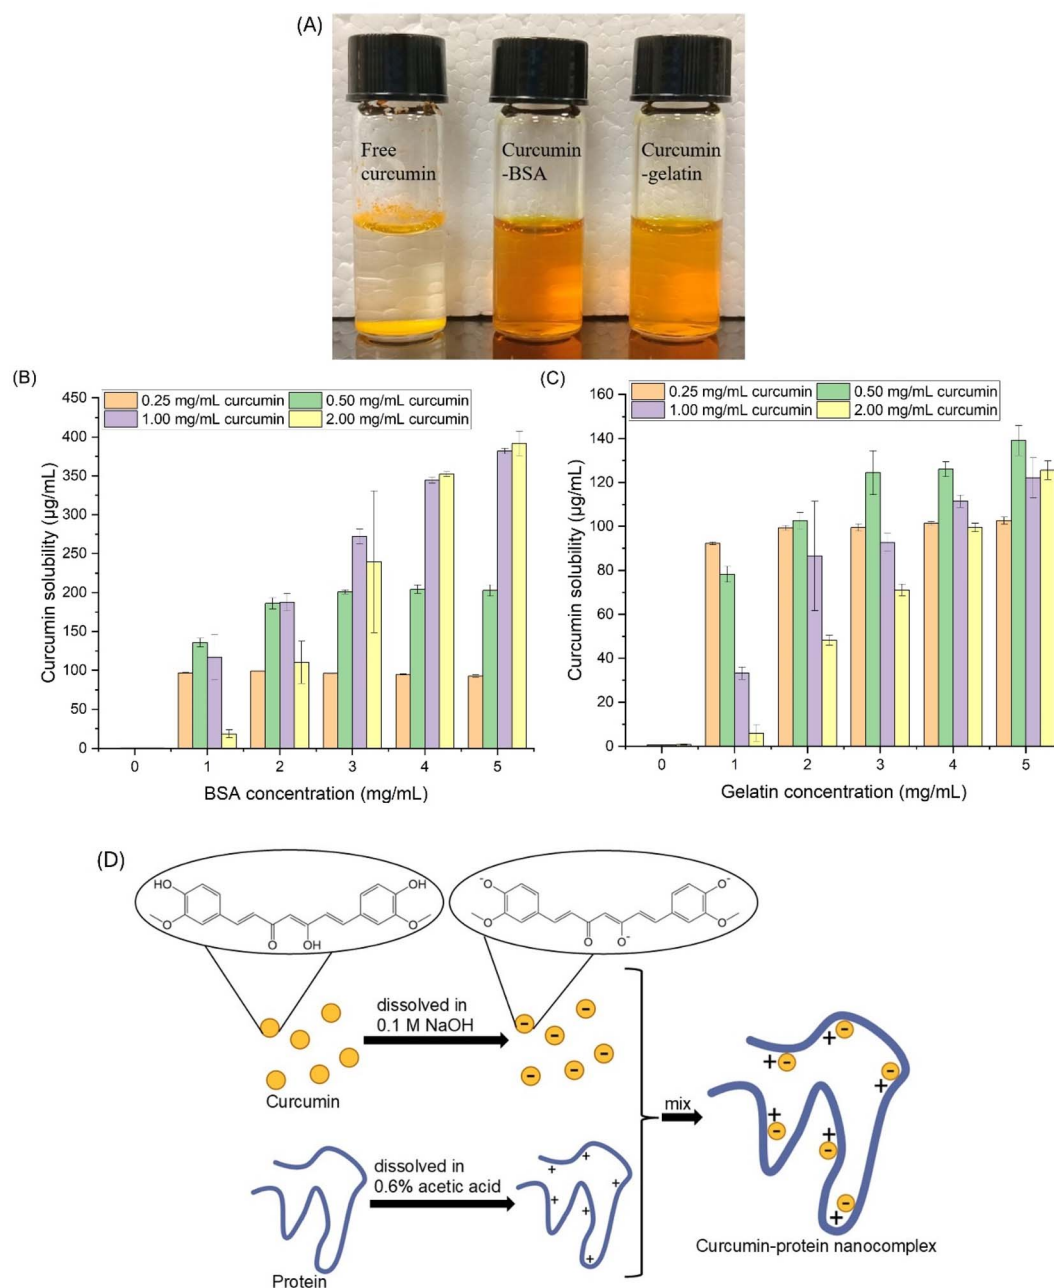 (A)
Free
curcumin
Curcumin
-BSA
Curcumin
-gelatin
(B)
0.25 mg/mL curcumin
0.50 mg/mL curcumin
1.00 mg/mL curcumin
2.00 mg/mL curcumin
Curcumin solubility (µg/mL)
450
400
350
300
250
200
150
100
50
0
0
1
2
3
4
5
BSA concentration (mg/mL)
(C)
0.25 mg/mL curcumin
0.50 mg/mL curcumin
1.00 mg/mL curcumin
2.00 mg/mL curcumin
Curcumin solubility (µg/mL)
160
140
120
100
80
60
40
20
0
0
1
2
3
4
5
Gelatin concentration (mg/mL)
(D)
HO
OH
O
O
O
OH
O⁻
O⁻
O
O
O
O⁻
dissolved in
0.1 M NaOH
Curcumin
mix
dissolved in
0.6% acetic acid
Protein
Curcumin-protein nanocomplex